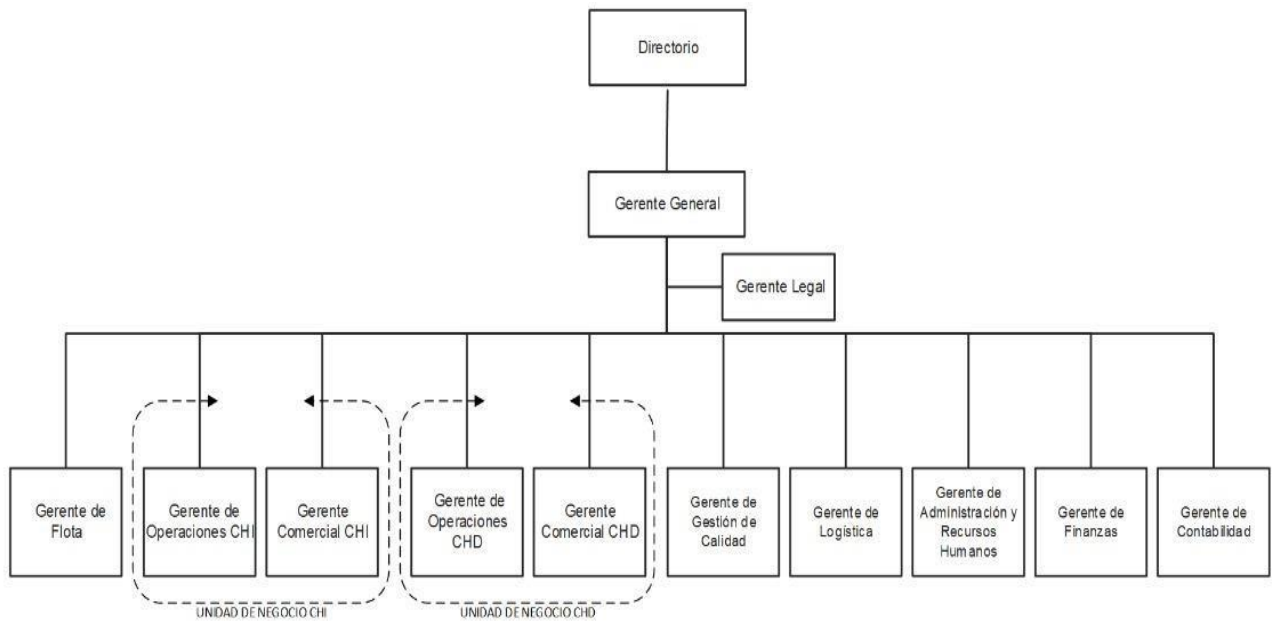 Directorio
Gerente General
Gerente Legal
Gerente de
Flota
Gerente de
Operaciones CHI
Gerente
Comercial CHI
Gerente de
Operaciones
CHD
Gerente
Comercial CHD
Gerente de
Gestión de
Calidad
Gerente de
Logística
Gerente de
Administración y
Recursos
Humanos
Gerente de
Finanzas
Gerente de
Contabilidad
UNIDAD DE NEGOCIO CHI
UNIDAD DE NEGOCIO CHD